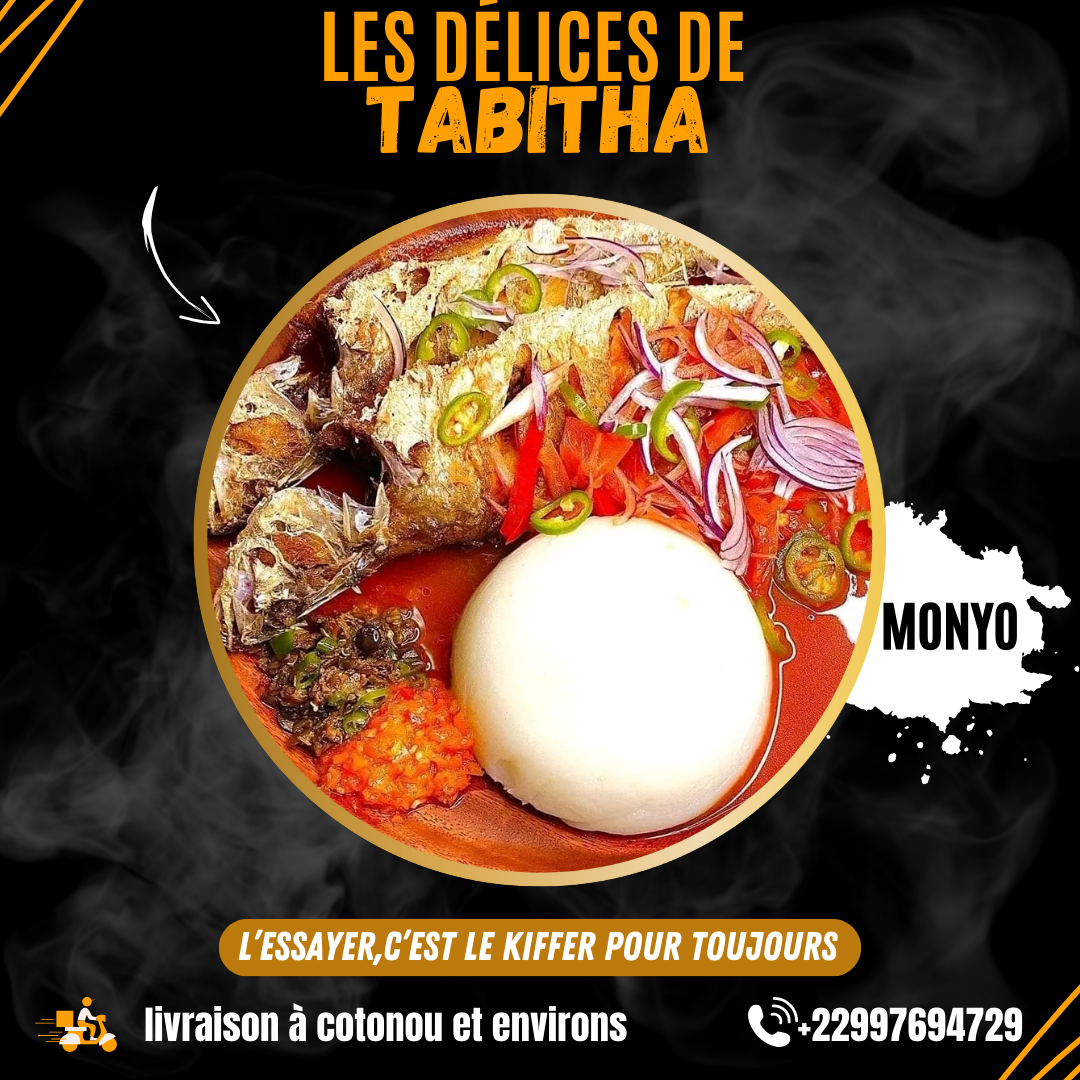 LES DÉLICES DE
TABITHA
MONYO
L'ESSAYER,C'EST LE KIFFER POUR TOUJOURS
livraison à cotonou et environs
+22997694729